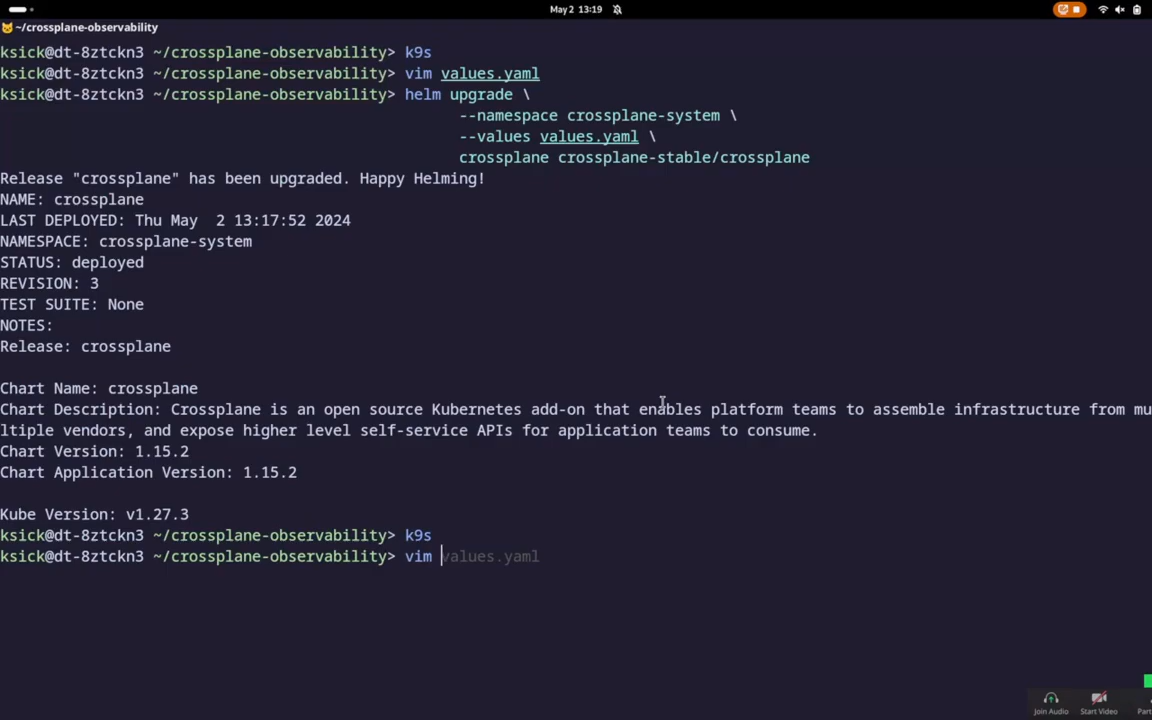 May 2 13:19
~/crossplane-observability
ksick@dt-8ztckn3 ~/crossplane-observability> k9s
ksick@dt-8ztckn3 ~/crossplane-observability> vim values.yaml
ksick@dt-8ztckn3 ~/crossplane-observability> helm upgrade \
--namespace crossplane-system \
--values values.yaml \
crossplane crossplane-stable/crossplane
Release "crossplane" has been upgraded. Happy Helming!
NAME: crossplane
LAST DEPLOYED: Thu May  2 13:17:52 2024
NAMESPACE: crossplane-system
STATUS: deployed
REVISION: 3
TEST SUITE: None
NOTES:
Release: crossplane
Chart Name: crossplane
Chart Description: Crossplane is an open source Kubernetes add-on that enables platform teams to assemble infrastructure from mu
ltiple vendors, and expose higher level self-service APIs for application teams to consume.
Chart Version: 1.15.2
Chart Application Version: 1.15.2
Kube Version: v1.27.3
ksick@dt-8ztckn3 ~/crossplane-observability> k9s
ksick@dt-8ztckn3 ~/crossplane-observability> vim values.yaml
Join Audio Start Video Part